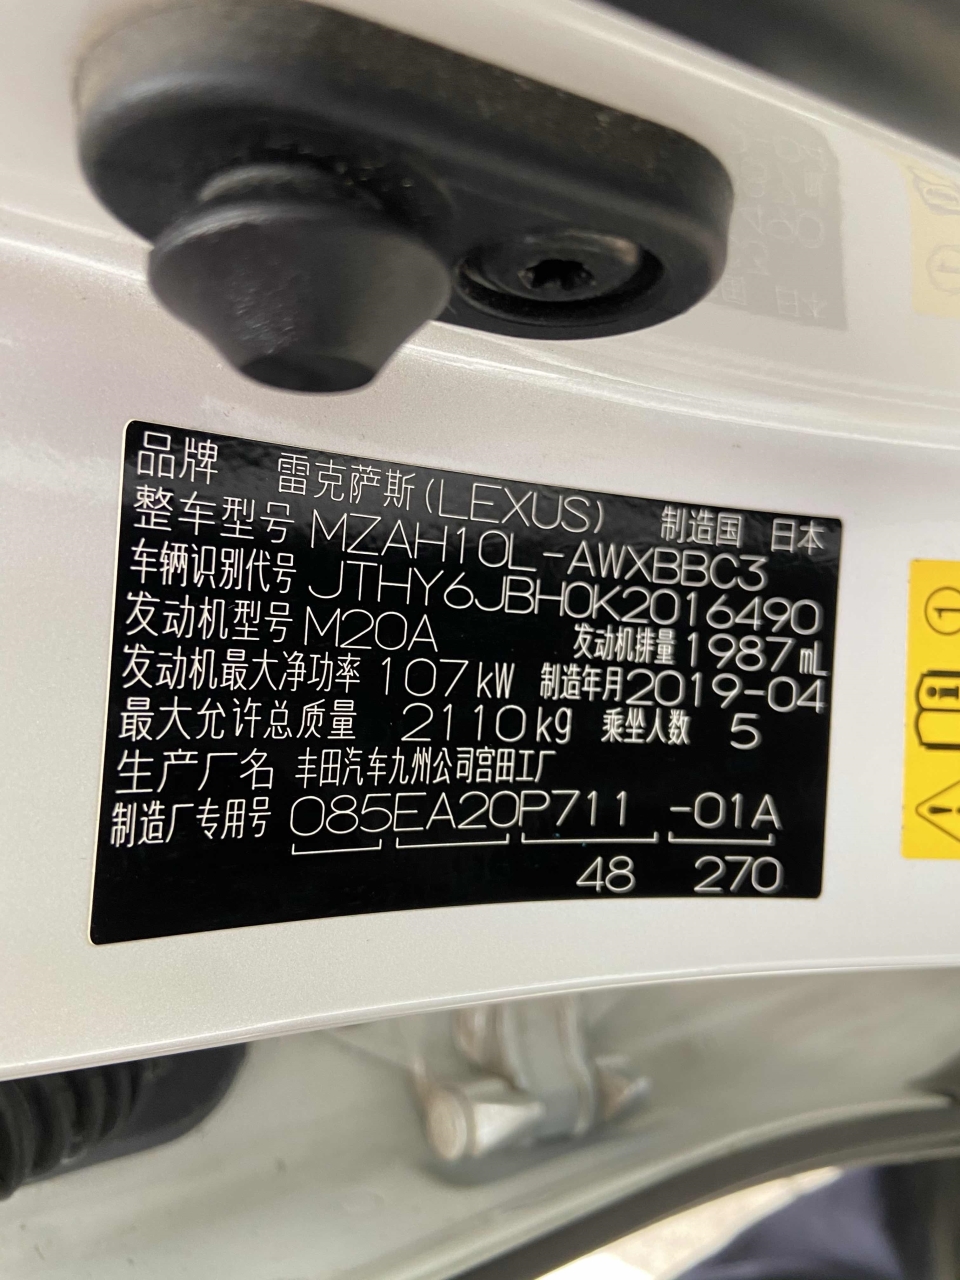 品牌 雷克萨斯(LEXUS) 制造国 日本
整车型号 MZAH10L-AWXBBC3
车辆识别代号 JTHY6JBH0K2016490
发动机型号 M20A 发动机排量 1987mL
发动机最大净功率 107kW 制造年月 2019-04
最大允许总质量 2110kg 乘坐人数 5
生产厂名 丰田汽车九州公司宫田工厂
制造厂专用号 085EA20P711 -01A
48 270
1